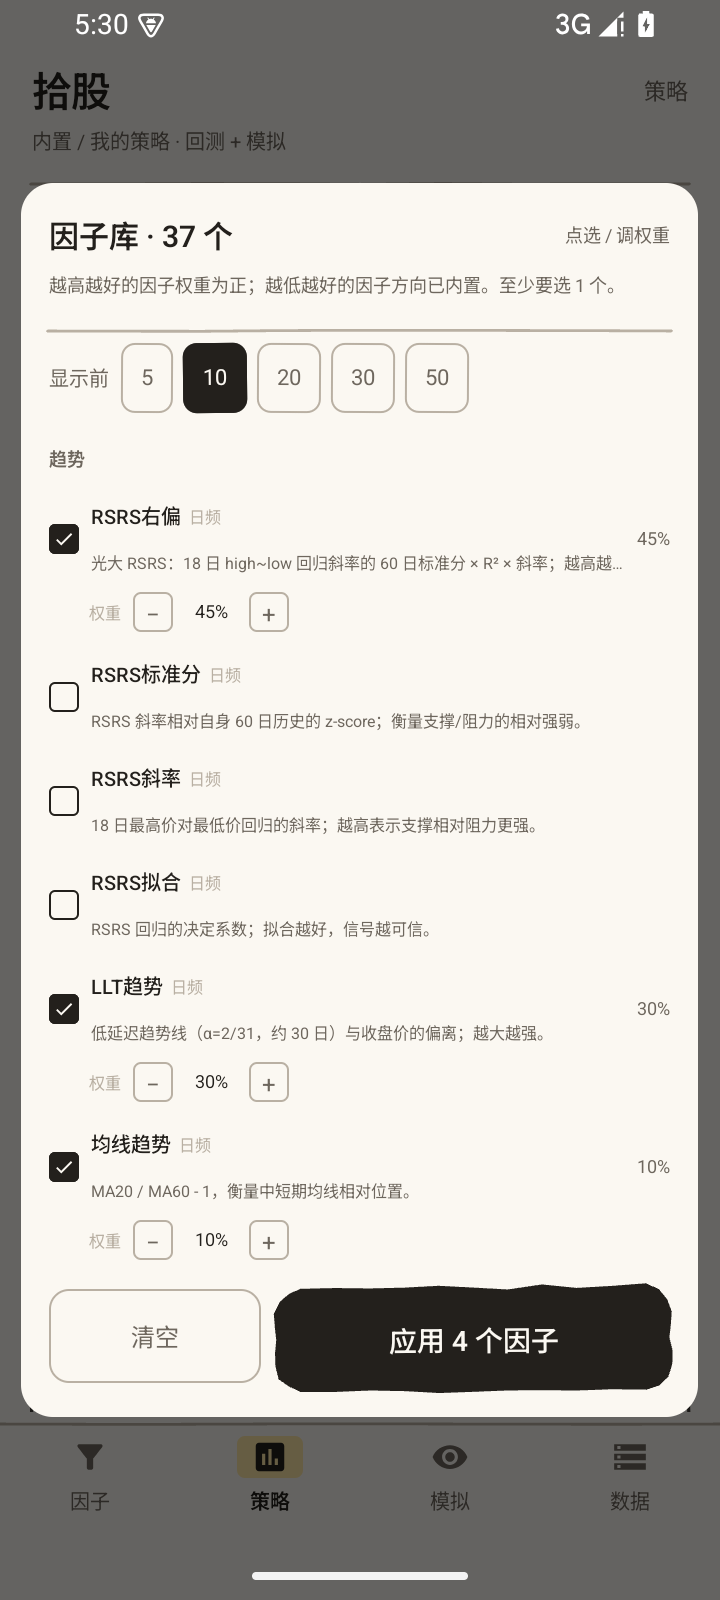 5:30
3G
拾股
策略
内置 / 我的策略 · 回测 + 模拟
因子库 · 37 个
点选 / 调权重
越高越好的因子权重为正；越低越好的因子方向已内置。至少要选 1 个。
显示前 5 10 20 30 50
趋势
RSRS右偏 日频
45%
光大 RSRS：18 日 high~low 回归斜率的 60 日标准分 × R² × 斜率；越高越…
权重 − 45% +
RSRS标准分 日频
RSRS 斜率相对自身 60 日历史的 z-score；衡量支撑/阻力的相对强弱。
RSRS斜率 日频
18 日最高价对最低价回归的斜率；越高表示支撑相对阻力更强。
RSRS拟合 日频
RSRS 回归的决定系数；拟合越好，信号越可信。
LLT趋势 日频
30%
低延迟趋势线（α=2/31，约 30 日）与收盘价的偏离；越大越强。
权重 − 30% +
均线趋势 日频
10%
MA20 / MA60 - 1，衡量中短期均线相对位置。
权重 − 10% +
清空
应用 4 个因子
因子 策略 模拟 数据